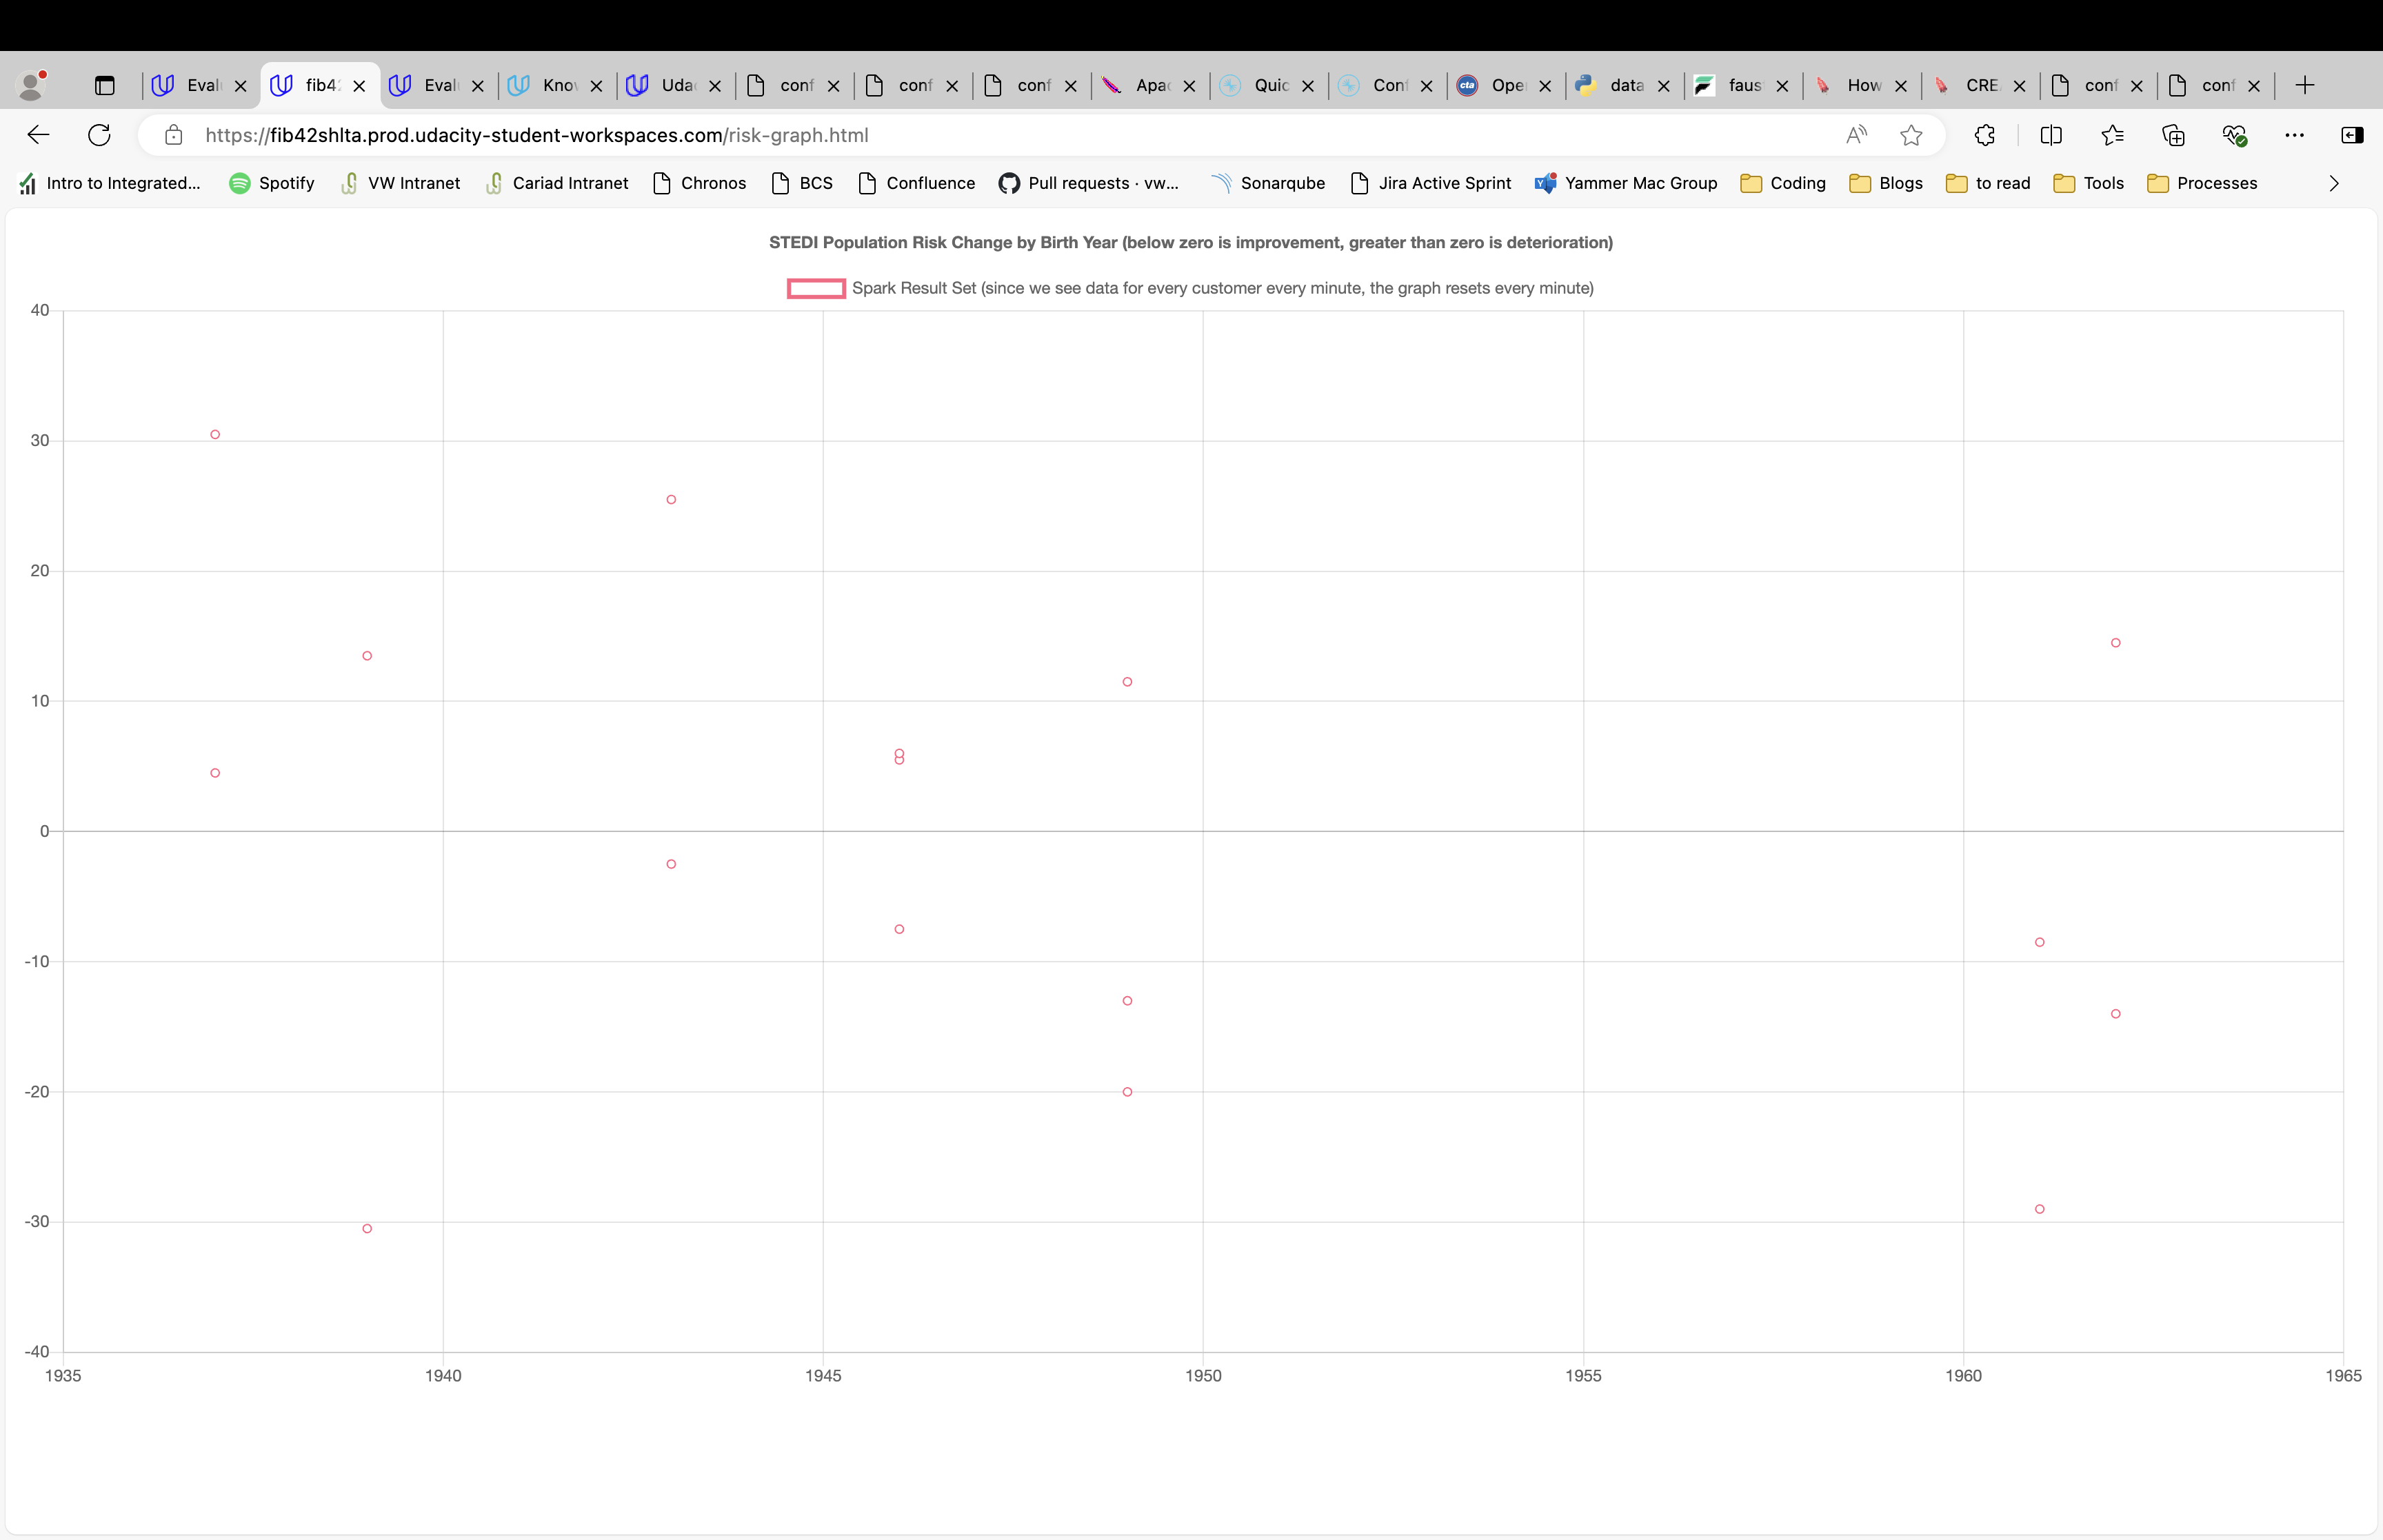 Eval
fib42
Eval
Kno
Uda
conf
conf
conf
Apac
Quic
Conf
Ope
data
faus
How
CRE
conf
conf
https://fib42shlta.prod.udacity-student-workspaces.com/risk-graph.html
Intro to Integrated...
Spotify
VW Intranet
Cariad Intranet
Chronos
BCS
Confluence
Pull requests · vw...
Sonarqube
Jira Active Sprint
Yammer Mac Group
Coding
Blogs
to read
Tools
Processes
STEDI Population Risk Change by Birth Year (below zero is improvement, greater than zero is deterioration)
Spark Result Set (since we see data for every customer every minute, the graph resets every minute)
40
30
20
10
0
-10
-20
-30
-40
1935 1940 1945 1950 1955 1960 1965